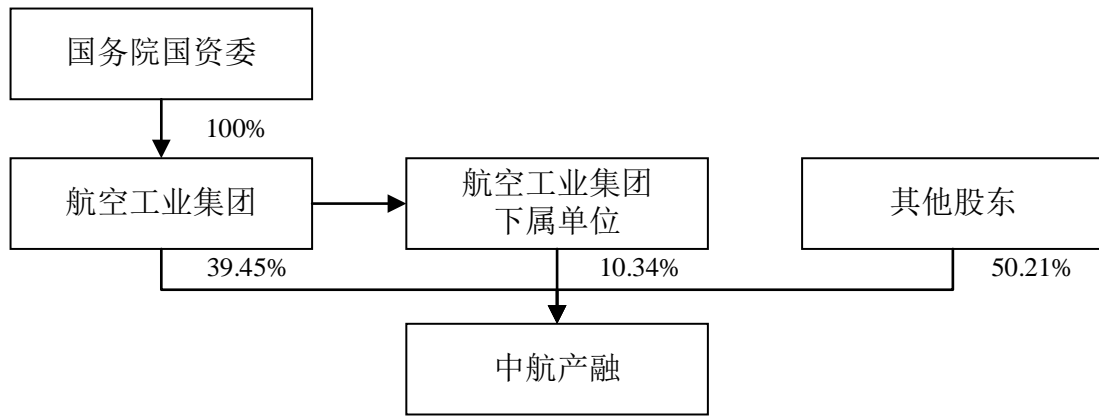 国务院国资委
100%
航空工业集团
航空工业集团
下属单位
其他股东
39.45%
10.34%
50.21%
中航产融